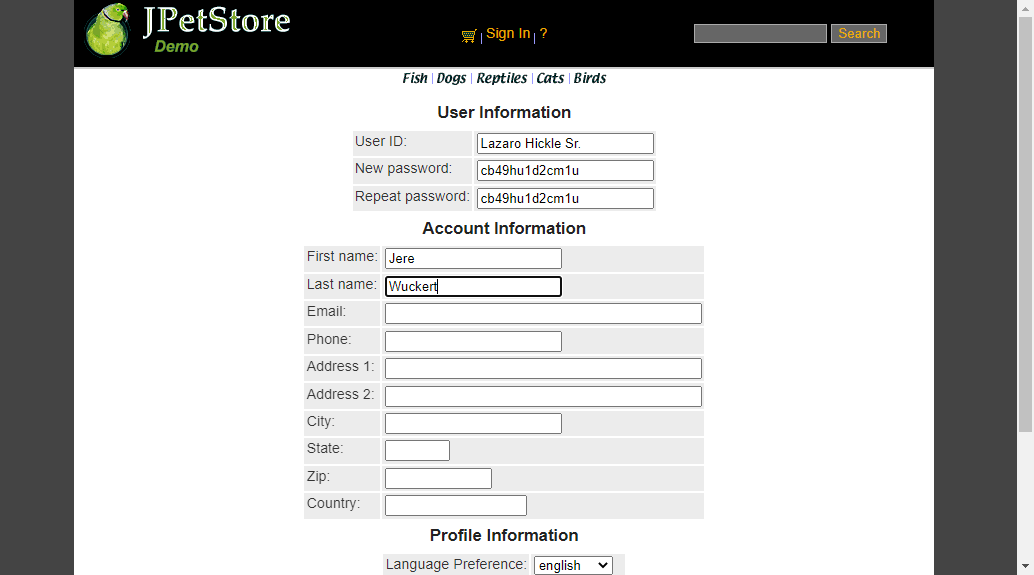 JPetStore
Demo
Sign In | ?
Search
Fish | Dogs | Reptiles | Cats | Birds
User Information
User ID: Lazaro Hickle Sr.
New password: cb49hu1d2cm1u
Repeat password: cb49hu1d2cm1u
Account Information
First name: Jere
Last name: Wuckert
Email:
Phone:
Address 1:
Address 2:
City:
State:
Zip:
Country:
Profile Information
Language Preference: english